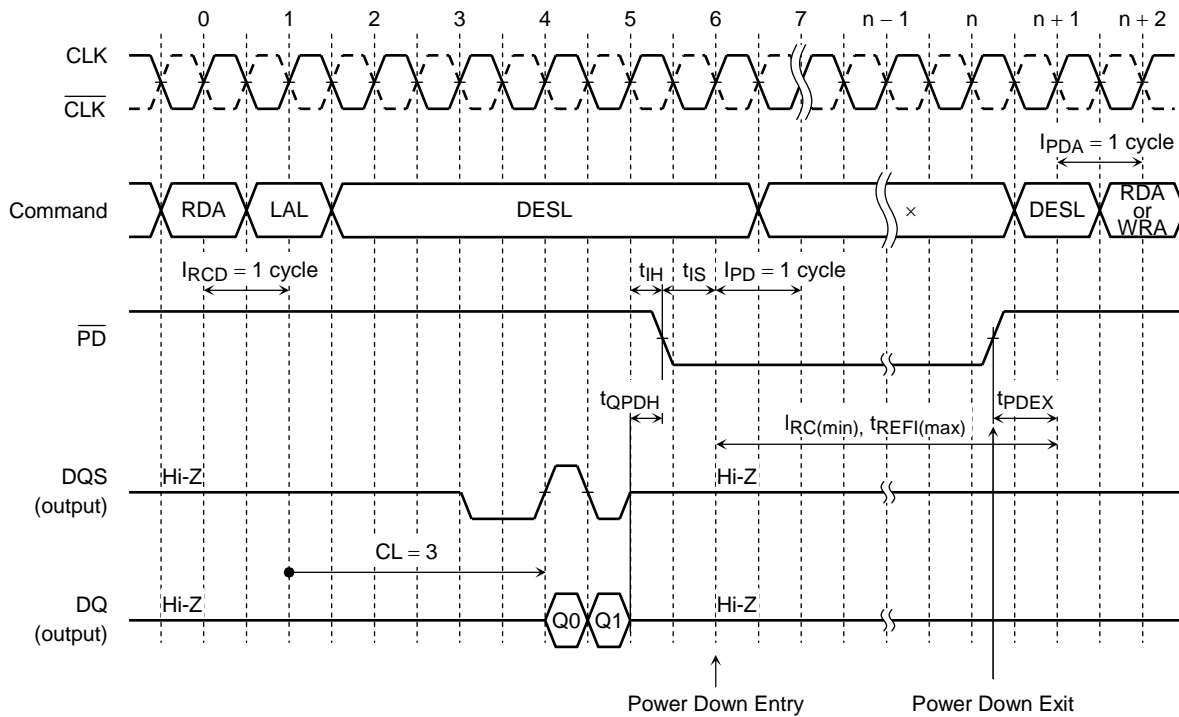 0 1 2 3 4 5 6 7 n − 1 n n + 1 n + 2
CLK
CLK
IPDA = 1 cycle
Command RDA LAL DESL × DESL RDA or WRA
IRCD = 1 cycle tIH tIS IPD = 1 cycle
PD
tQPDH tPDEX
IRC(min), tREFI(max)
DQS Hi-Z Hi-Z
(output)
CL = 3
DQ Hi-Z Q0 Q1 Hi-Z
(output)
Power Down Entry Power Down Exit